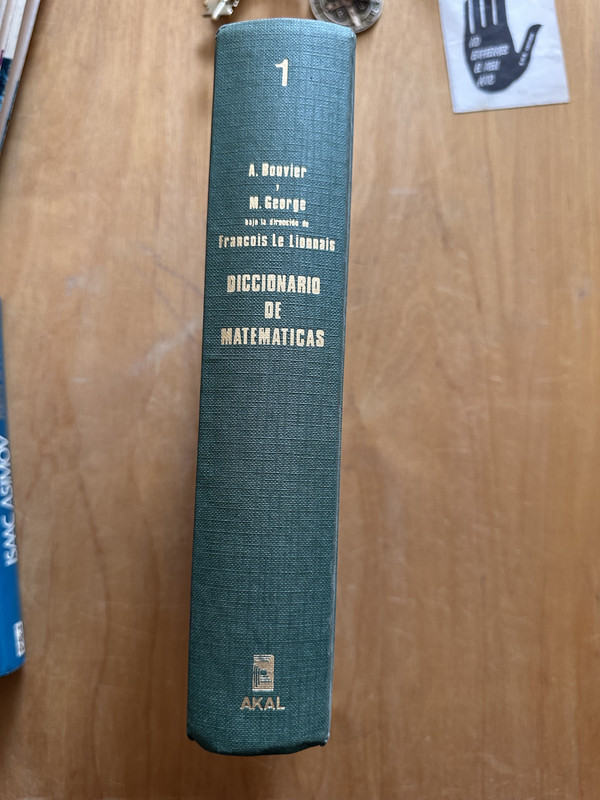 1
A. Bouvier
y
M. George
bajo la dirección de
François Le Lionnais
DICCIONARIO
DE
MATEMATICAS
AKAL
ISAAC ASIMOV